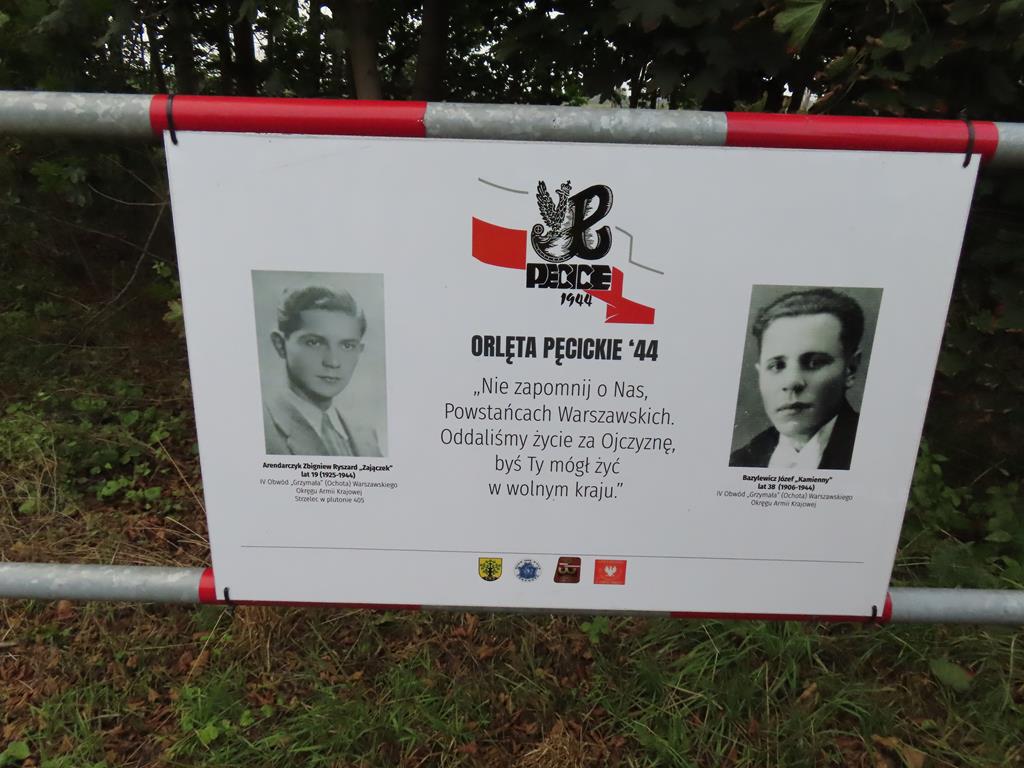 PĘCICE
1944
ORLĘTA PĘCICKIE ‘44
„Nie zapomnij o Nas,
Powstańcach Warszawskich.
Oddaliśmy życie za Ojczyznę,
byś Ty mógł żyć
w wolnym kraju.”
Arendarczyk Zbigniew Ryszard „Zajączek”
lat 19 (1925-1944)
IV Obwód „Grzymała” (Ochota) Warszawskiego
Okręgu Armii Krajowej
Strzelec w plutonie 405
Bazylewicz Józef „Kamienny”
lat 38 (1906-1944)
IV Obwód „Grzymała” (Ochota) Warszawskiego
Okręgu Armii Krajowej